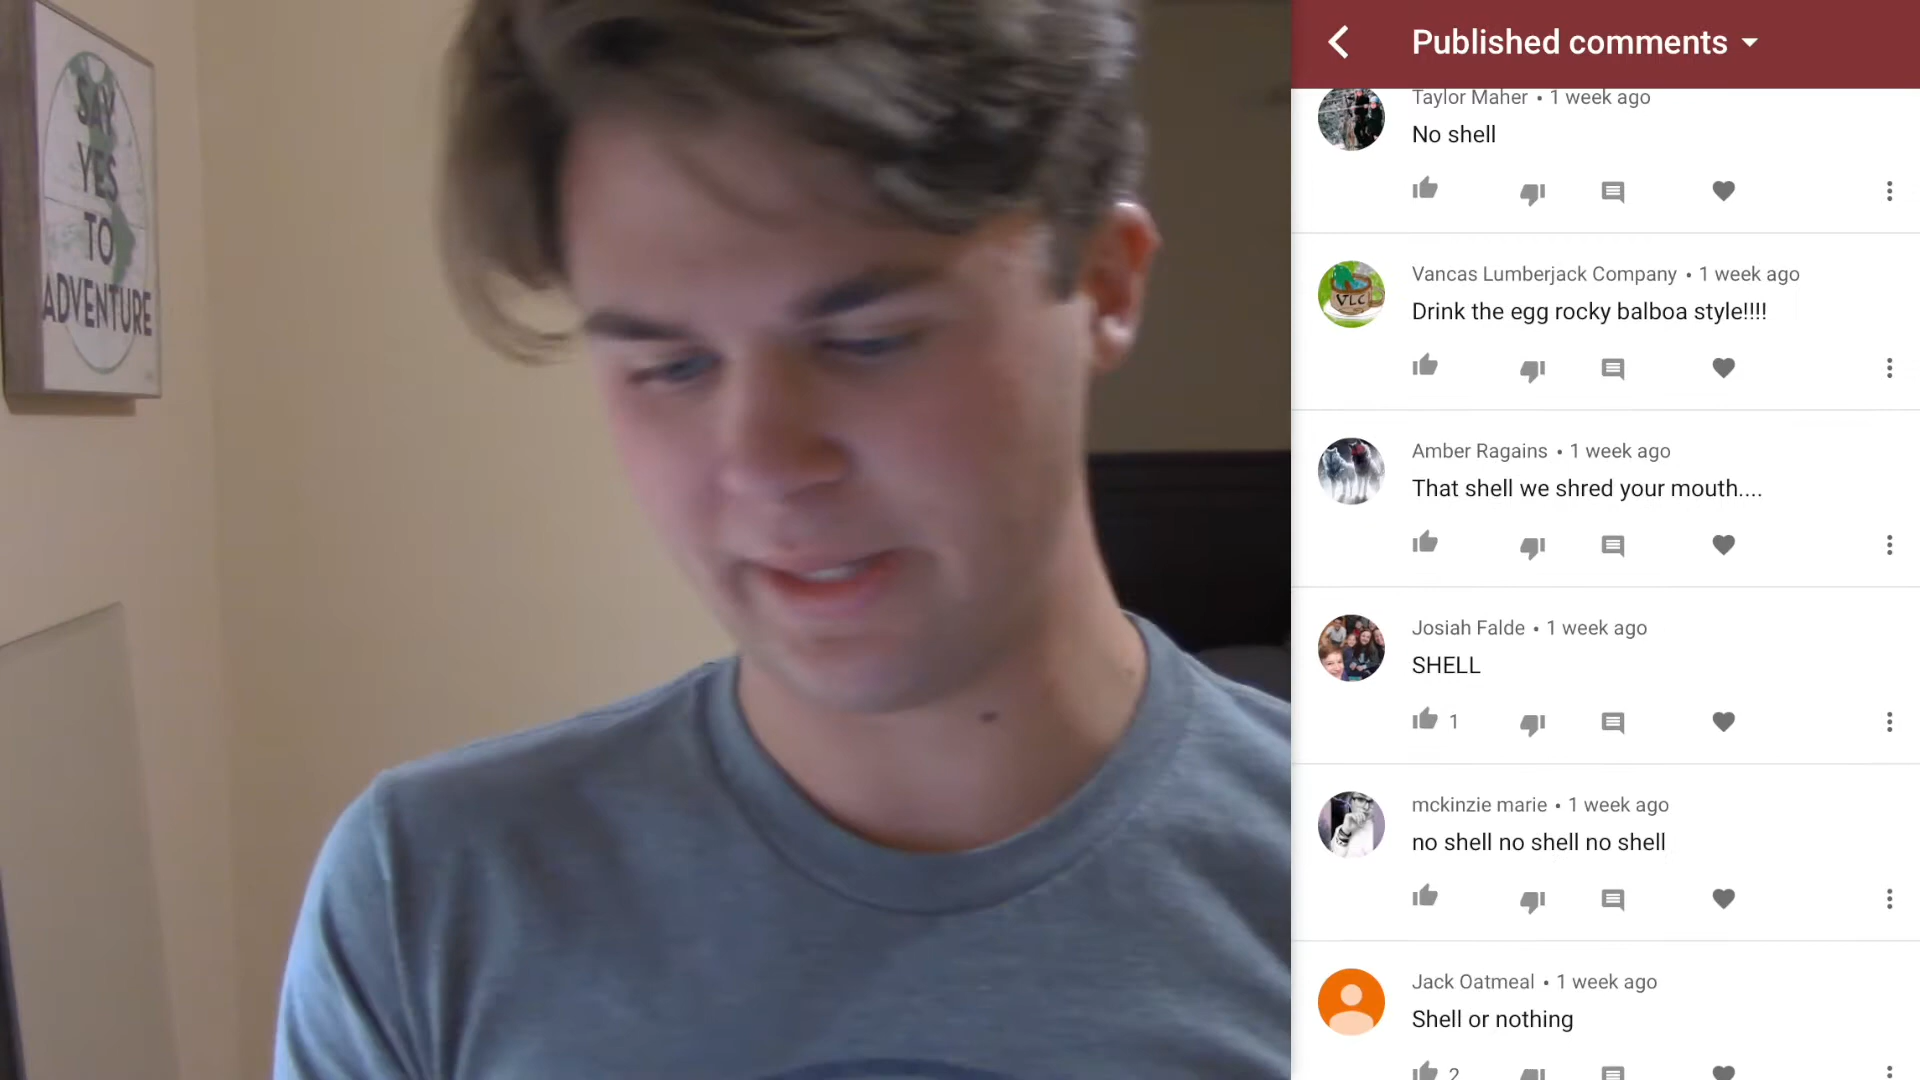 SAY
YES
TO
ADVENTURE
Published comments
Taylor Maher • 1 week ago
No shell
VLC
Vancas Lumberjack Company • 1 week ago
Drink the egg rocky balboa style!!!!
Amber Ragains • 1 week ago
That shell we shred your mouth....
Josiah Falde • 1 week ago
SHELL
1
mckinzie marie • 1 week ago
no shell no shell no shell
Jack Oatmeal • 1 week ago
Shell or nothing
2